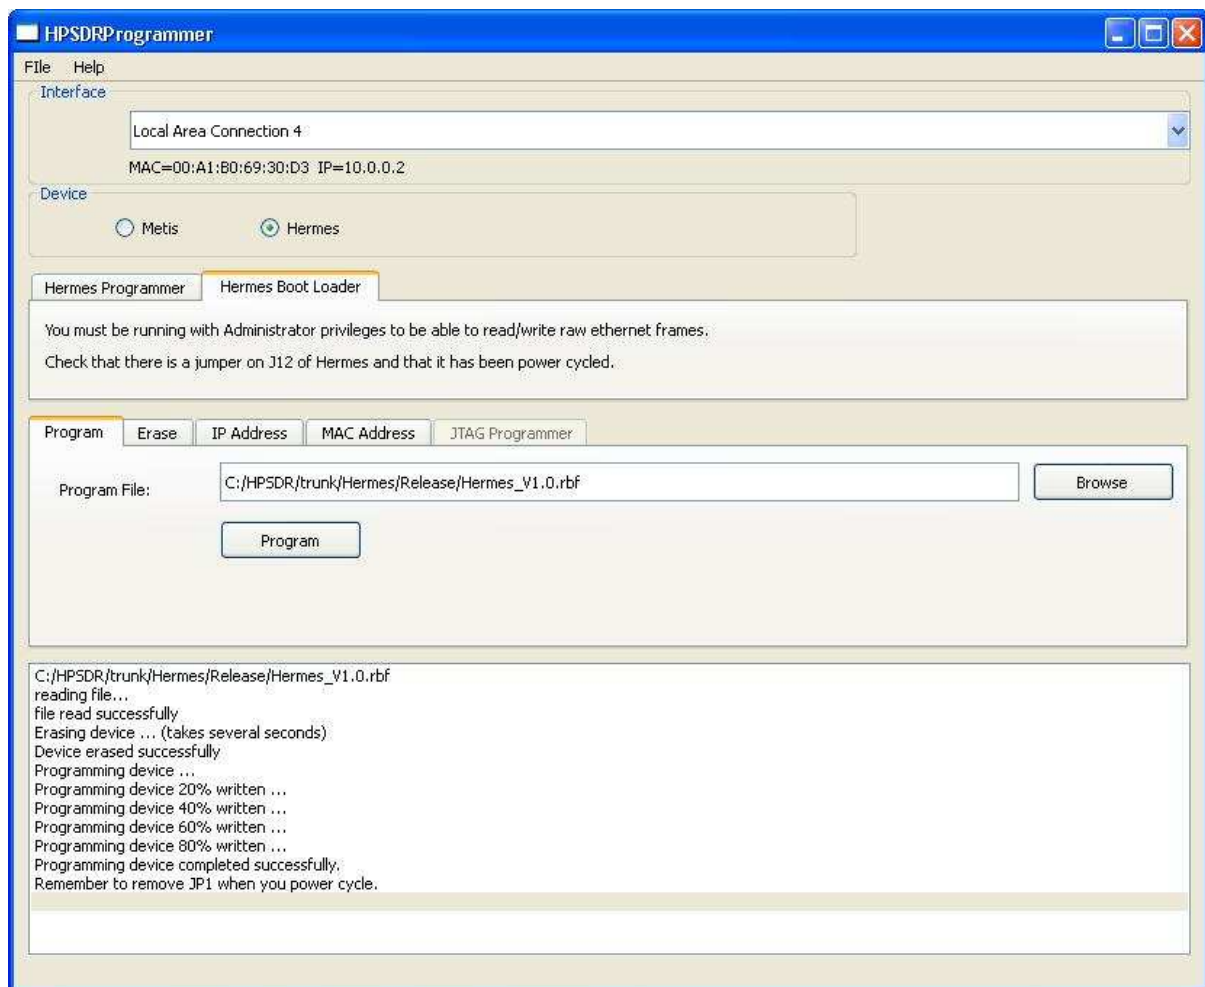 HPSDRProgrammer
FIle Help
Interface
Local Area Connection 4
MAC=00:A1:B0:69:30:D3 IP=10.0.0.2
Device
Metis Hermes
Hermes Programmer Hermes Boot Loader
You must be running with Administrator privileges to be able to read/write raw ethernet frames.
Check that there is a jumper on J12 of Hermes and that it has been power cycled.
Program Erase IP Address MAC Address JTAG Programmer
Program File: C:/HPSDR/trunk/Hermes/Release/Hermes_V1.0.rbf Browse
Program
C:/HPSDR/trunk/Hermes/Release/Hermes_V1.0.rbf
reading file...
file read successfully
Erasing device ... (takes several seconds)
Device erased successfully
Programming device ...
Programming device 20% written ...
Programming device 40% written ...
Programming device 60% written ...
Programming device 80% written ...
Programming device completed successfully.
Remember to remove JP1 when you power cycle.